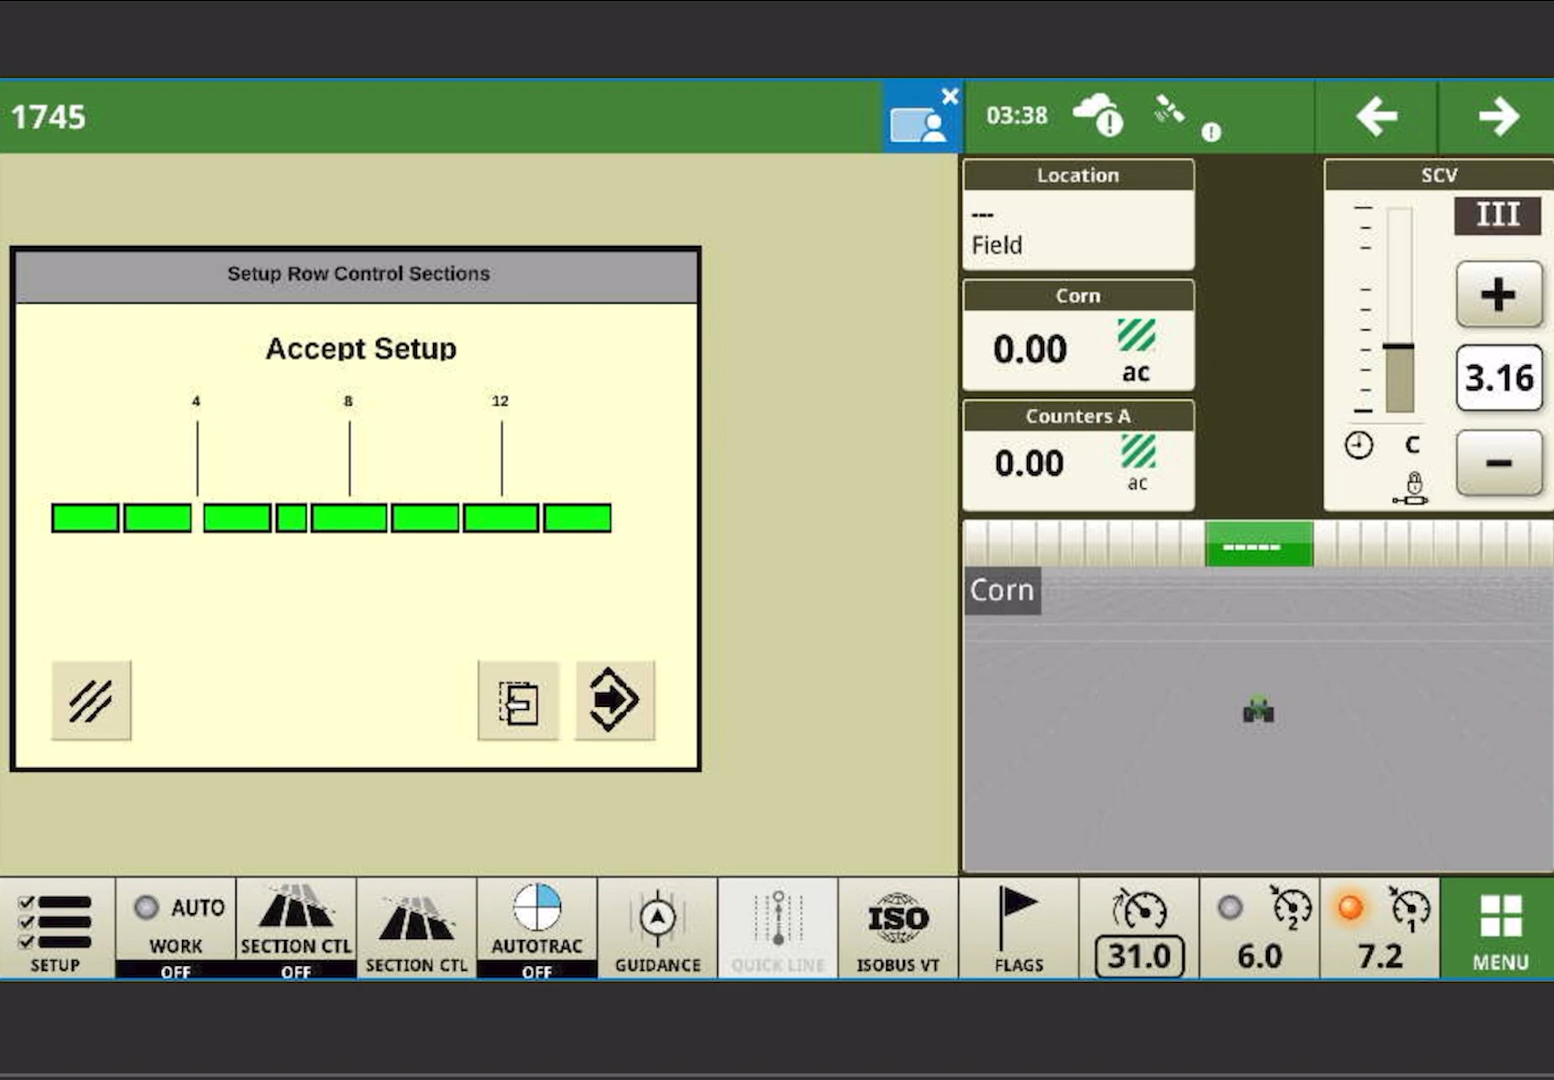 1745
03:38
Setup Row Control Sections
Accept Setup
4 8 12
Location
---
Field
Corn
0.00
ac
Counters A
0.00
ac
SCV
III
+
3.16
-
C
-----
Corn
SETUP
AUTO
WORK
OFF
SECTION CTL
OFF
SECTION CTL
AUTOTRAC
OFF
GUIDANCE
QUICK LINE
ISO
ISOBUS VT
FLAGS
31.0
2
6.0
1
7.2
MENU